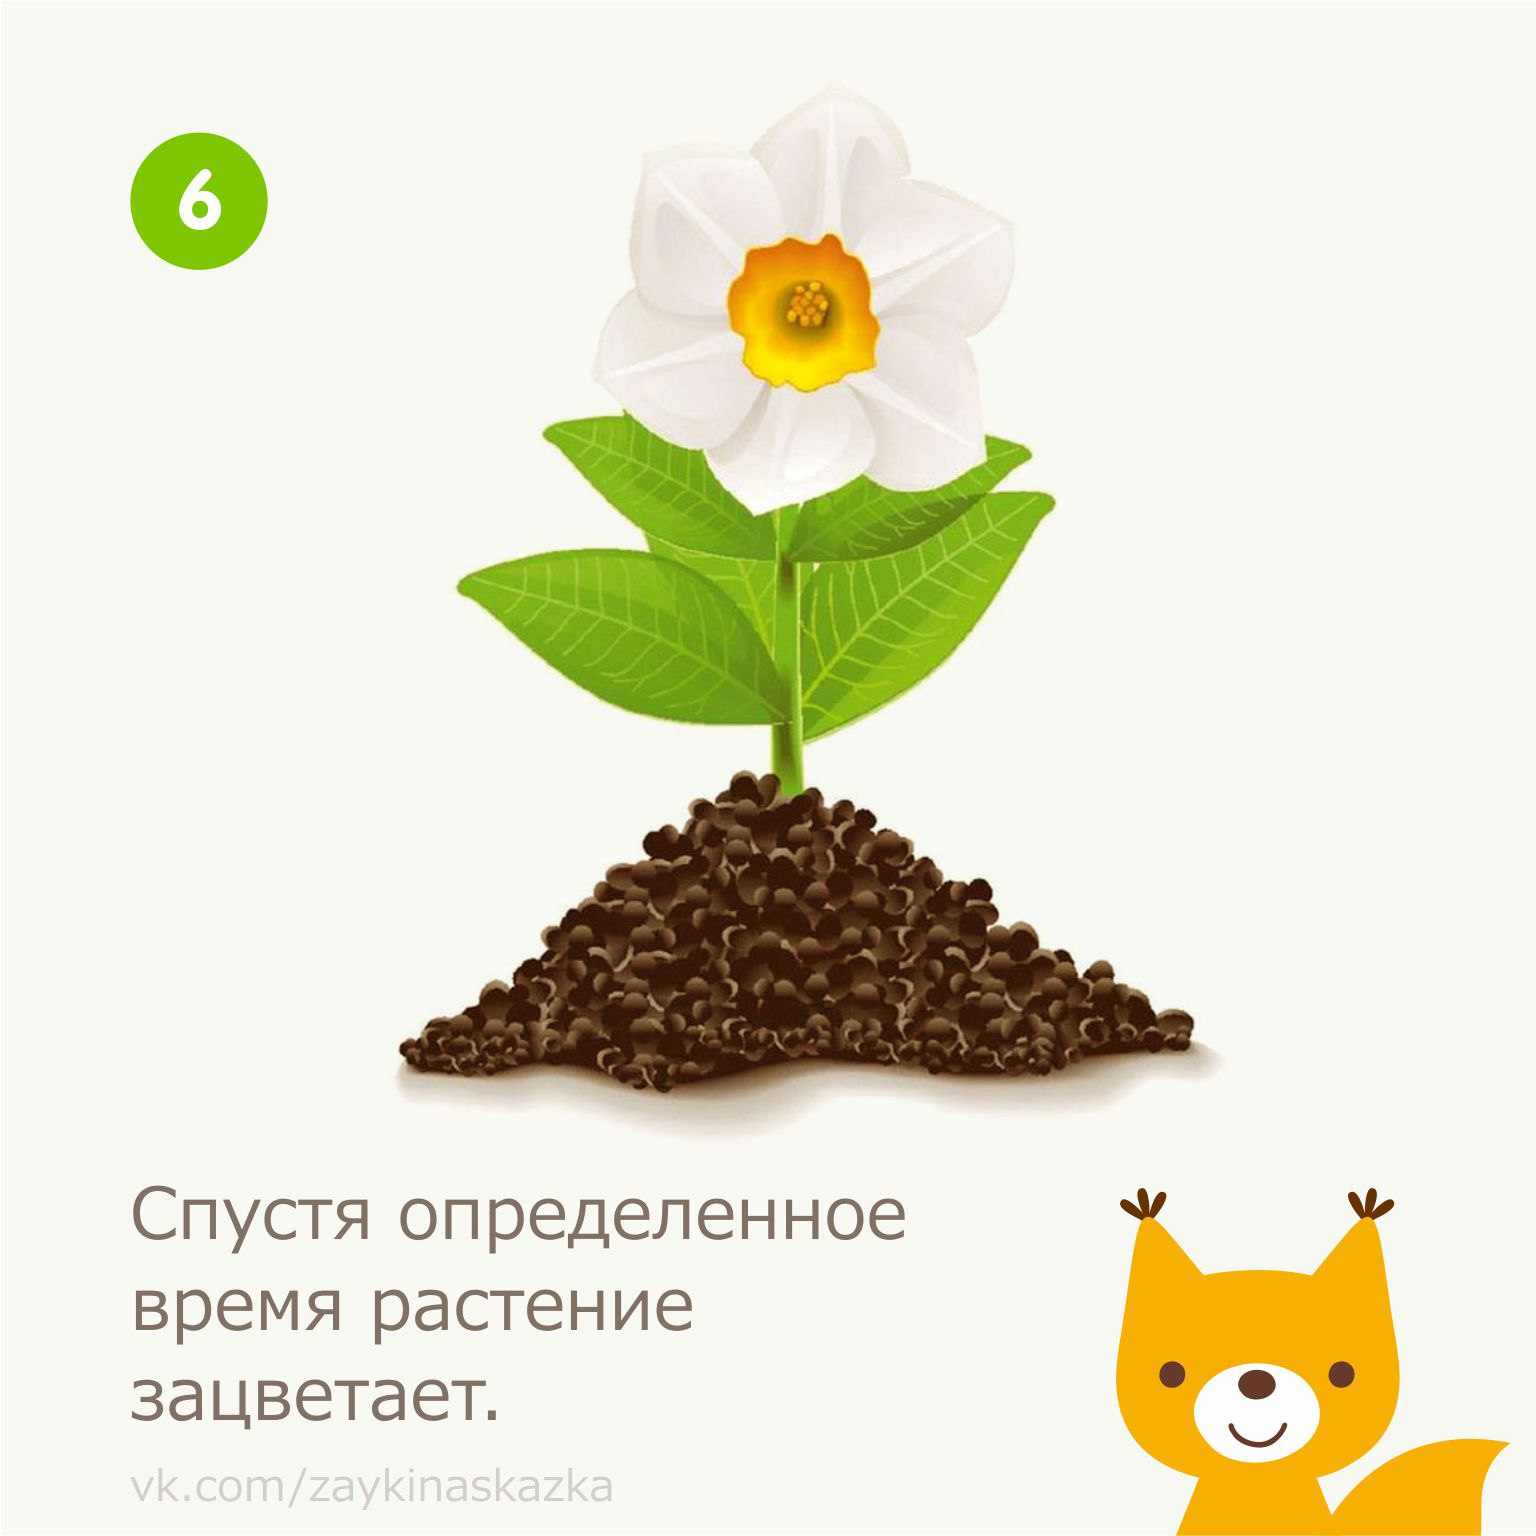 6
Спустя определенное
время растение
зацветает.
vk.com/zaykinaskazka